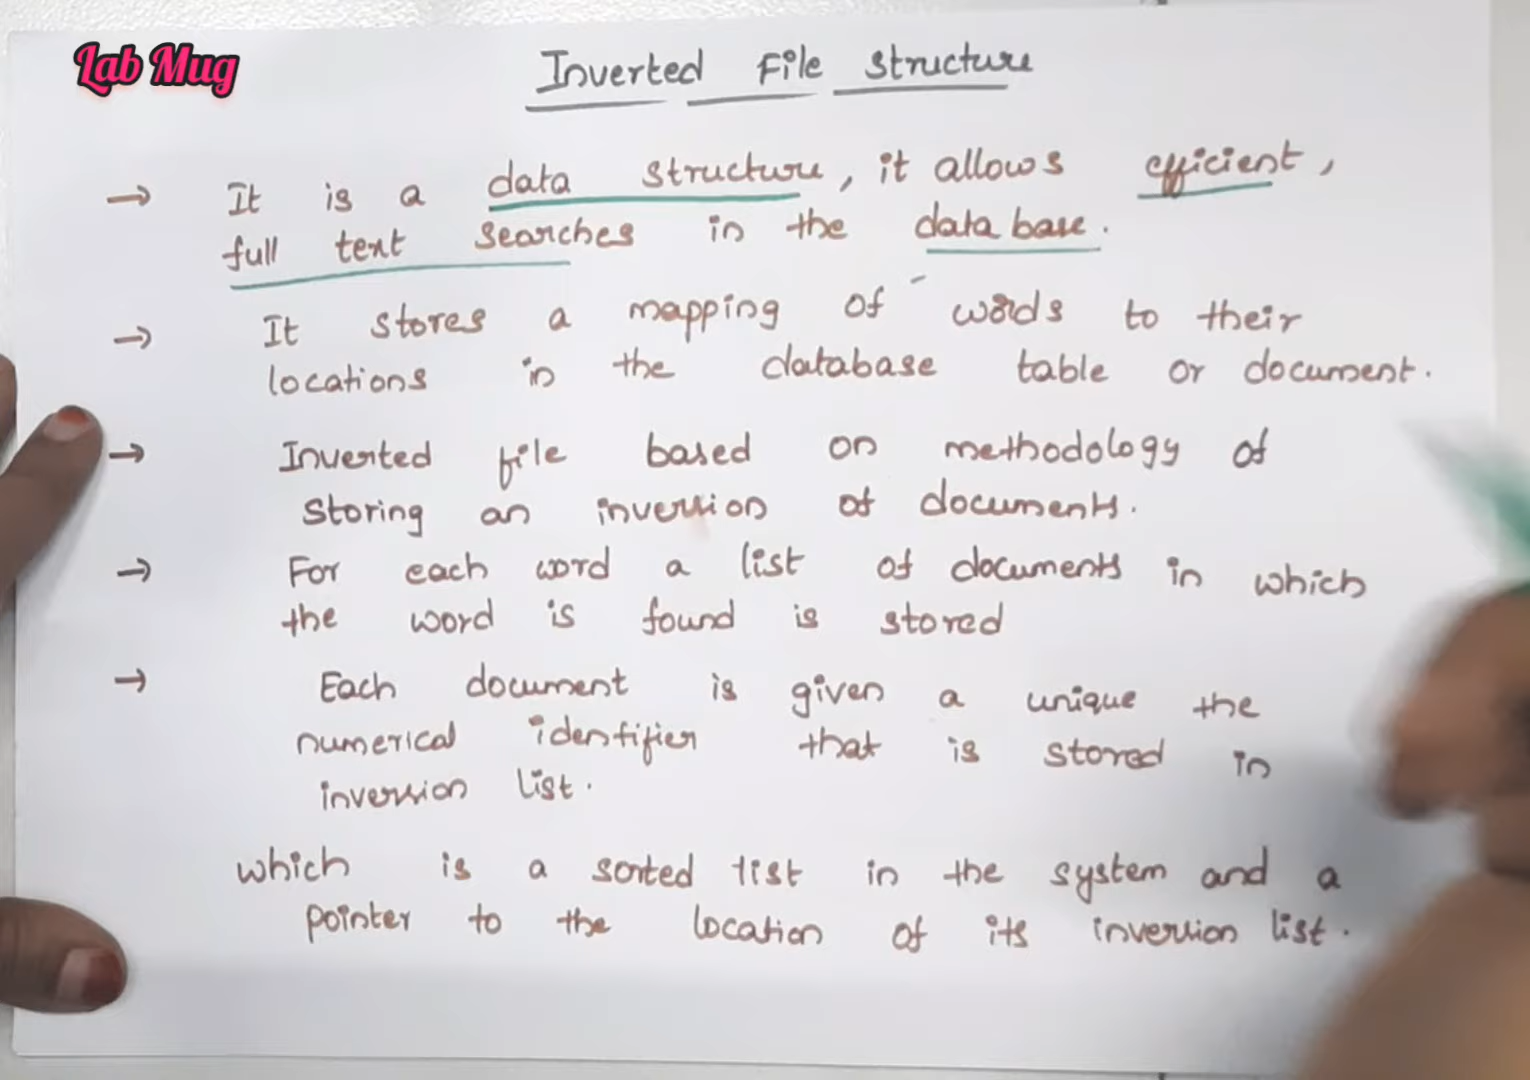 Lab Mug
Inverted File Structure
→ It is a data structure, it allows efficient,
full text searches in the data base.
→ It stores a mapping of words to their
locations in the database table or document.
→ Inverted file based on methodology of
storing an inversion of documents.
→ For each word a list of documents in which
the word is found is stored
→ Each document is given a unique the
numerical identifier that is stored in
inversion list.
which is a sorted list in the system and a
pointer to the location of its inversion list.